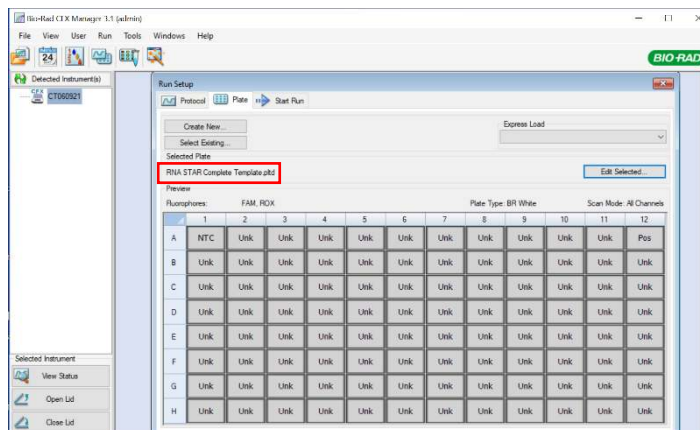 Bio-Rad CFX Manager 3.1 (admin)
File View User Run Tools Windows Help
24
BIO-RAD
Detected Instrument(s)
CFX
CT060921
Run Setup
Protocol Plate Start Run
Create New...
Select Existing...
Express Load
Selected Plate
RNA STAR Complete Template.pltd
Edit Selected...
Preview
Fluorophores: FAM, ROX Plate Type: BR White Scan Mode: All Channels
1 2 3 4 5 6 7 8 9 10 11 12
A NTC Unk Unk Unk Unk Unk Unk Unk Unk Unk Unk Pos
B Unk Unk Unk Unk Unk Unk Unk Unk Unk Unk Unk Unk
C Unk Unk Unk Unk Unk Unk Unk Unk Unk Unk Unk Unk
D Unk Unk Unk Unk Unk Unk Unk Unk Unk Unk Unk Unk
E Unk Unk Unk Unk Unk Unk Unk Unk Unk Unk Unk Unk
F Unk Unk Unk Unk Unk Unk Unk Unk Unk Unk Unk Unk
G Unk Unk Unk Unk Unk Unk Unk Unk Unk Unk Unk Unk
H Unk Unk Unk Unk Unk Unk Unk Unk Unk Unk Unk Unk
Selected Instrument
View Status
Open Lid
Close Lid